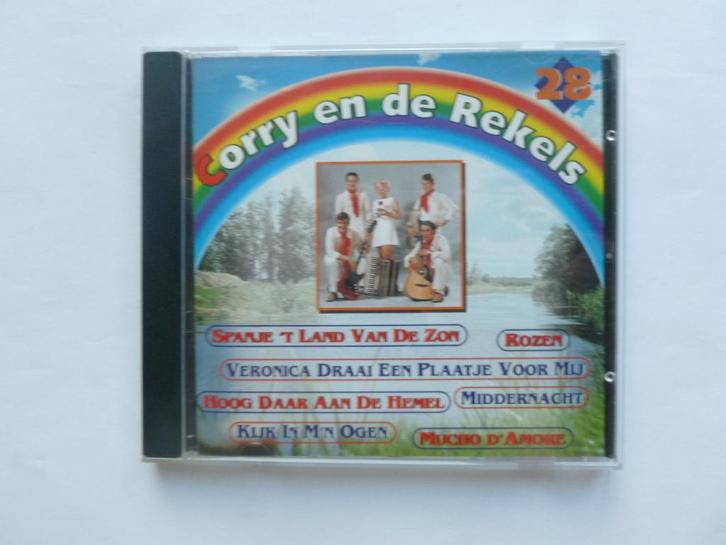 28
Corry en de Rekels
Spanje 't Land Van De Zon
Rozen
Veronica Draai Een Plaatje Voor Mij
Hoog Daar Aan De Hemel
Middernacht
Kijk In M'n Ogen
Mucho d'Amore